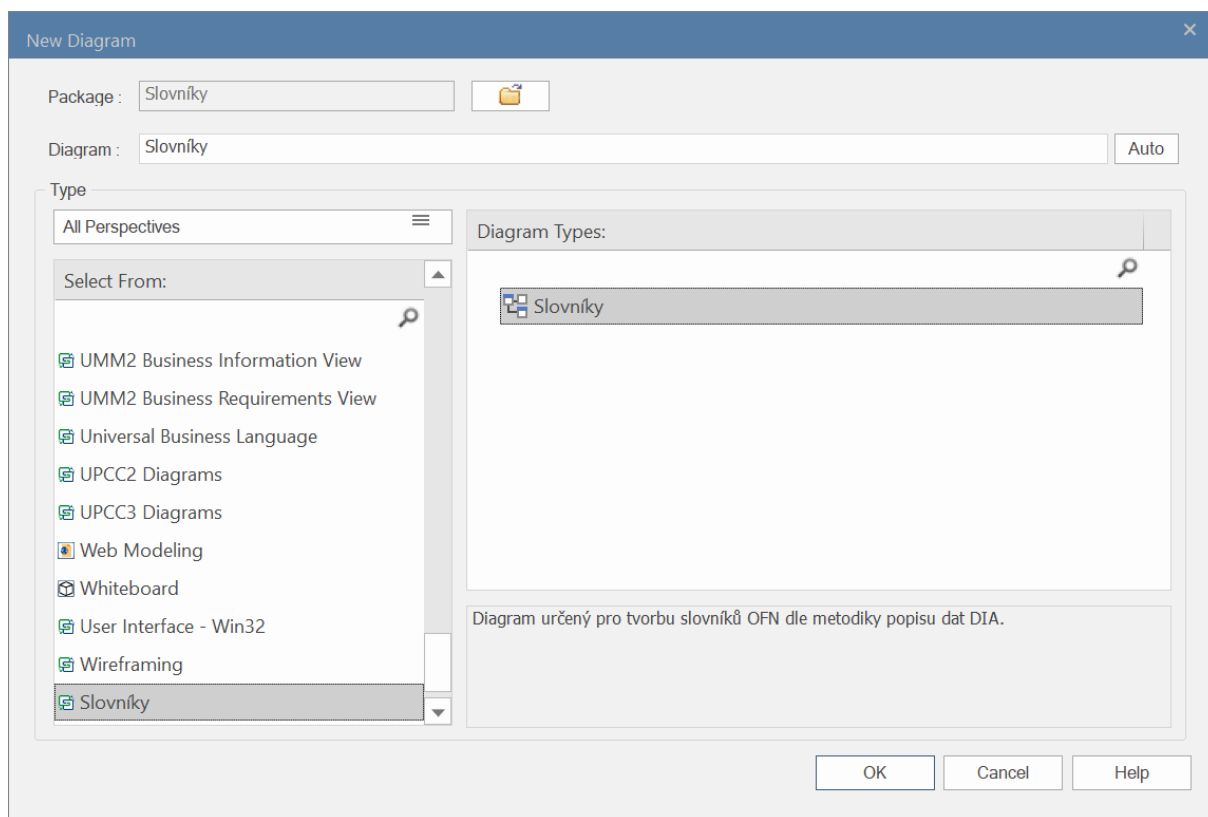 New Diagram
Package : Slovníky
Diagram : Slovníky Auto
Type
All Perspectives
Select From:
UMM2 Business Information View
UMM2 Business Requirements View
Universal Business Language
UPCC2 Diagrams
UPCC3 Diagrams
Web Modeling
Whiteboard
User Interface - Win32
Wireframing
Slovníky
Diagram Types:
Slovníky
Diagram určený pro tvorbu slovníků OFN dle metodiky popisu dat DIA.
OK Cancel Help